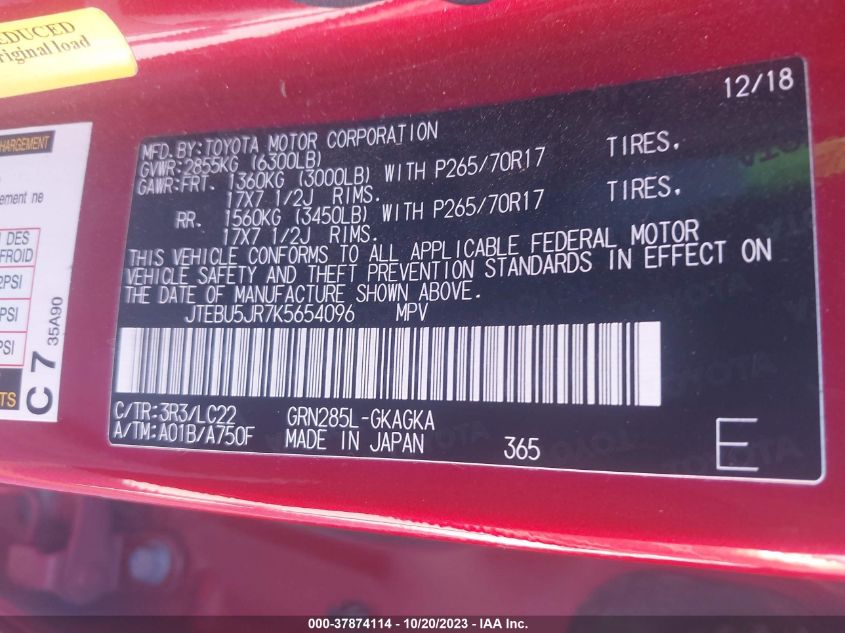 EDUCED
riginal load
HARGEMENT
ement ne
DES
FROID
PSI
PSI
TS
C 7
35A90
12/18
MFD.BY:TOYOTA MOTOR CORPORATION
GVWR:2855KG (6300LB)
GAWR:FRT. 1360KG (3000LB) WITH P265/70R17 TIRES,
17X7 1/2J RIMS.
RR. 1560KG (3450LB) WITH P265/70R17 TIRES,
17X7 1/2J RIMS.
THIS VEHICLE CONFORMS TO ALL APPLICABLE FEDERAL MOTOR
VEHICLE SAFETY AND THEFT PREVENTION STANDARDS IN EFFECT ON
THE DATE OF MANUFACTURE SHOWN ABOVE.
JTEBU5JR7K5654096 MPV
C/TR:3R3/LC22 GRN285L-GKAGKA
A/TM:A01B/A750F MADE IN JAPAN 365 E
000-37874114 - 10/20/2023 - IAA Inc.